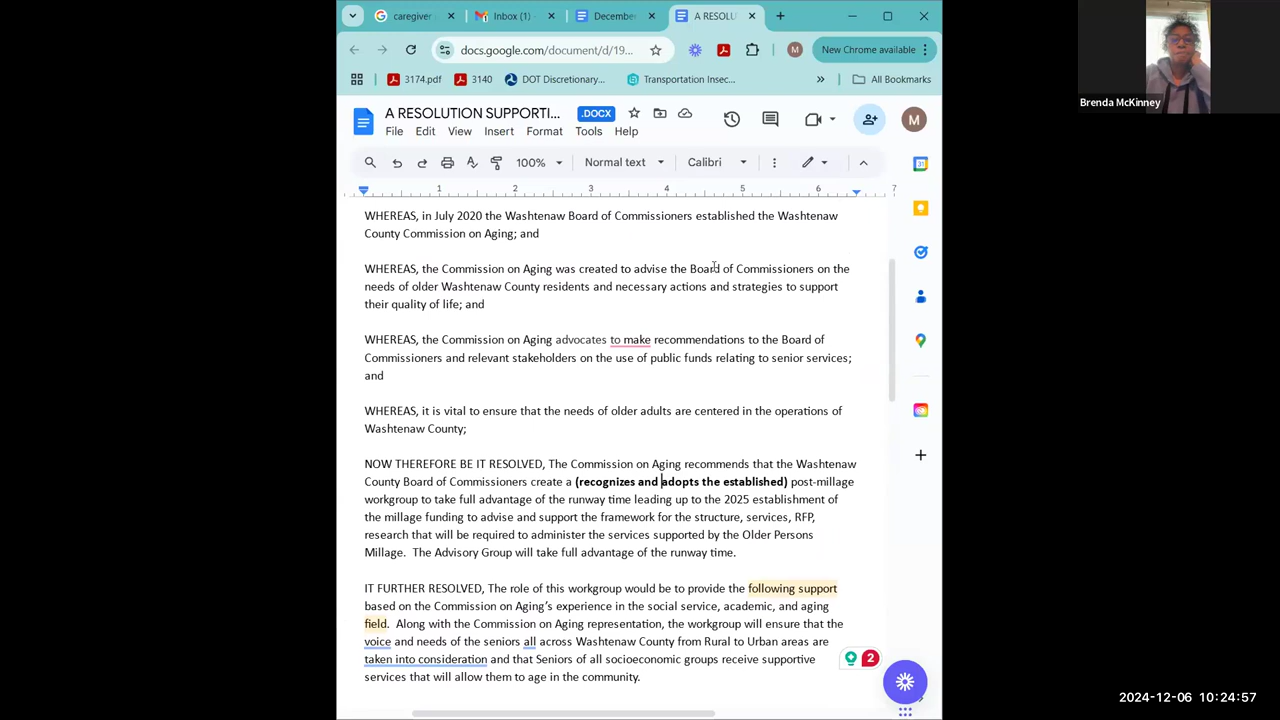 caregiver
Inbox (1)
December
A RESOLU
docs.google.com/document/d/19...
M
New Chrome available
3174.pdf
3140
DOT Discretionary...
Transportation Insec...
»
All Bookmarks
A RESOLUTION SUPPORTI...
.DOCX
M
File Edit View Insert Format Tools Help
100%
Normal text
Calibri
1 2 3 4 5 6 7
WHEREAS, in July 2020 the Washtenaw Board of Commissioners established the Washtenaw
County Commission on Aging; and
WHEREAS, the Commission on Aging was created to advise the Board of Commissioners on the
needs of older Washtenaw County residents and necessary actions and strategies to support
their quality of life; and
WHEREAS, the Commission on Aging advocates to make recommendations to the Board of
Commissioners and relevant stakeholders on the use of public funds relating to senior services;
and
WHEREAS, it is vital to ensure that the needs of older adults are centered in the operations of
Washtenaw County;
NOW THEREFORE BE IT RESOLVED, The Commission on Aging recommends that the Washtenaw
County Board of Commissioners create a (recognizes and adopts the established) post-millage
workgroup to take full advantage of the runway time leading up to the 2025 establishment of
the millage funding to advise and support the framework for the structure, services, RFP,
research that will be required to administer the services supported by the Older Persons
Millage. The Advisory Group will take full advantage of the runway time.
IT FURTHER RESOLVED, The role of this workgroup would be to provide the following support
based on the Commission on Aging's experience in the social service, academic, and aging
field. Along with the Commission on Aging representation, the workgroup will ensure that the
voice and needs of the seniors all across Washtenaw County from Rural to Urban areas are
taken into consideration and that Seniors of all socioeconomic groups receive supportive
services that will allow them to age in the community.
2
Brenda McKinney
2024-12-06 10:24:57